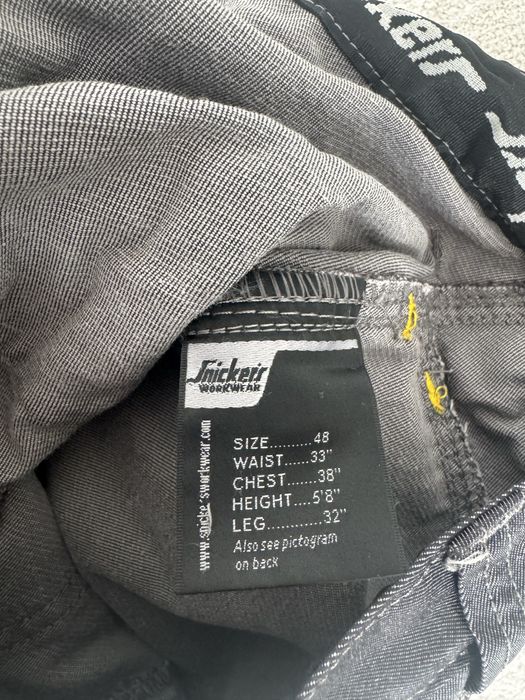 Snickers
Snickers
WORKWEAR
www.snickersworkwear.com
SIZE..........48
WAIST......33"
CHEST.......38"
HEIGHT....5'8"
LEG............32"
Also see pictogram
on back